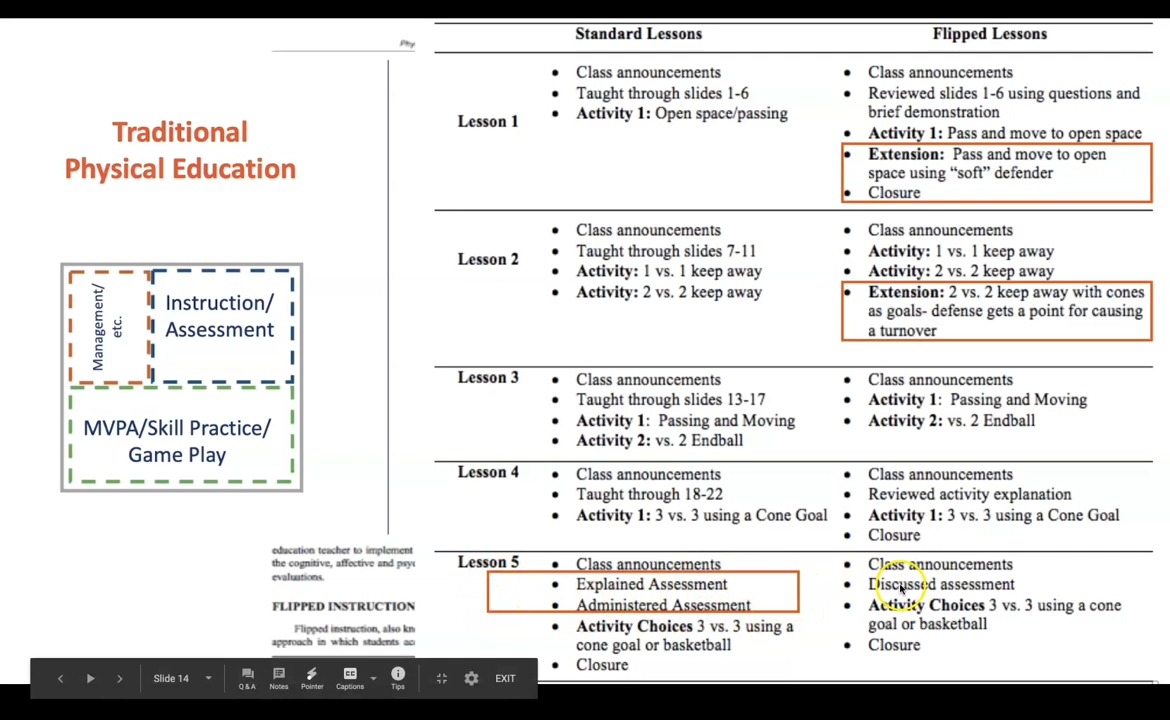 Phy
Traditional
Physical Education
Management/
etc.
Instruction/
Assessment
MVPA/Skill Practice/
Game Play
education teacher to implement
the cognitive, affective and psyc
evaluations.
FLIPPED INSTRUCTION
Flipped instruction, also kn
approach in which students acc
Standard Lessons
Flipped Lessons
Lesson 1
• Class announcements
• Taught through slides 1-6
• Activity 1: Open space/passing
• Class announcements
• Reviewed slides 1-6 using questions and
brief demonstration
• Activity 1: Pass and move to open space
• Extension: Pass and move to open
space using “soft” defender
• Closure
Lesson 2
• Class announcements
• Taught through slides 7-11
• Activity: 1 vs. 1 keep away
• Activity: 2 vs. 2 keep away
• Class announcements
• Activity: 1 vs. 1 keep away
• Activity: 2 vs. 2 keep away
• Extension: 2 vs. 2 keep away with cones
as goals- defense gets a point for causing
a turnover
Lesson 3
• Class announcements
• Taught through slides 13-17
• Activity 1: Passing and Moving
• Activity 2: vs. 2 Endball
• Class announcements
• Activity 1: Passing and Moving
• Activity 2: vs. 2 Endball
Lesson 4
• Class announcements
• Taught through 18-22
• Activity 1: 3 vs. 3 using a Cone Goal
• Class announcements
• Reviewed activity explanation
• Activity 1: 3 vs. 3 using a Cone Goal
• Closure
Lesson 5
• Class announcements
• Explained Assessment
• Administered Assessment
• Activity Choices 3 vs. 3 using a
cone goal or basketball
• Closure
• Class announcements
• Discussed assessment
• Activity Choices 3 vs. 3 using a cone
goal or basketball
• Closure
Slide 14
Q & A
Notes
Pointer
CC
Captions
Tips
EXIT